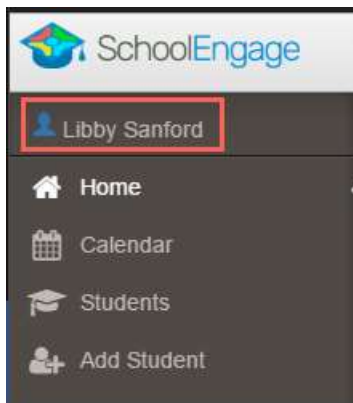 SchoolEngage
Libby Sanford
Home
Calendar
Students
Add Student